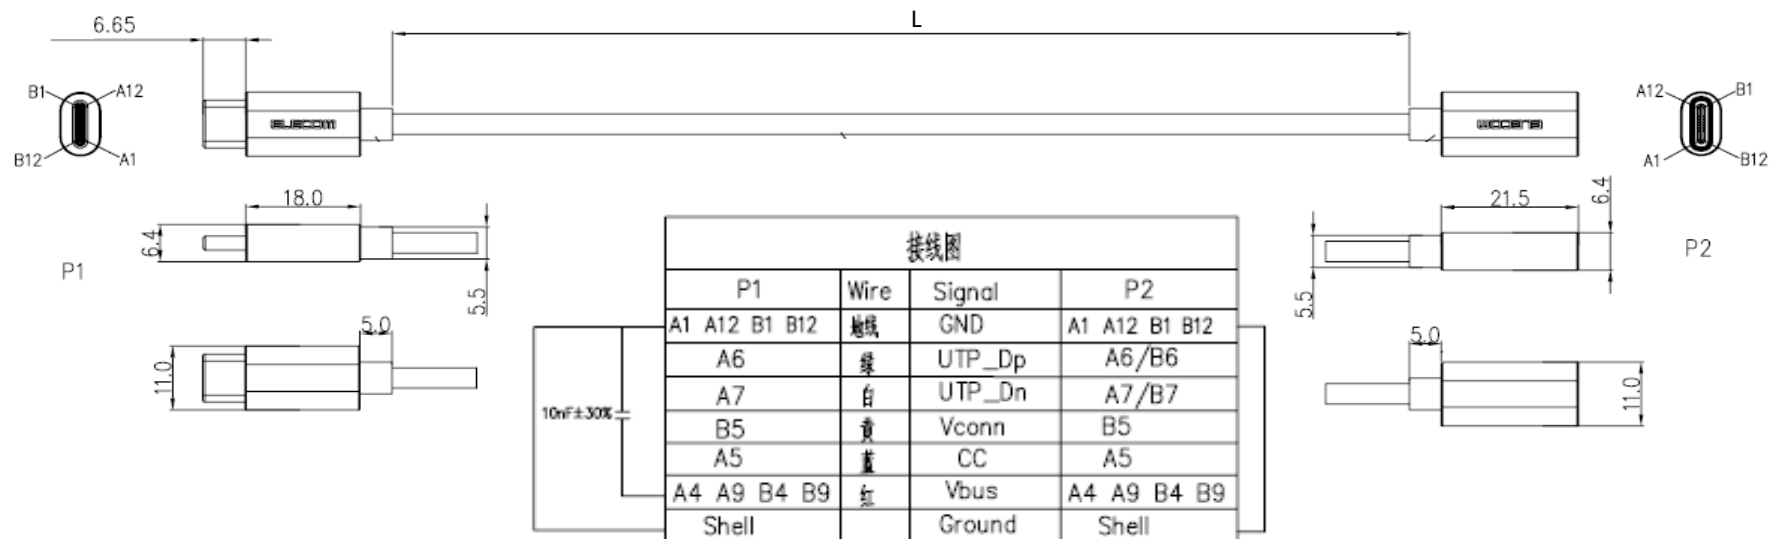 L
6.65
B1 A12
B12 A1
ELECOM
ELECOM
A12 B1
A1 B12
18.0
6.4
5.5
P1
5.0
11.0
21.5
6.4
5.5
P2
5.0
11.0
10nF±30%
接线图
P1 Wire Signal P2
A1 A12 B1 B12 地线 GND A1 A12 B1 B12
A6 绿 UTP_Dp A6/B6
A7 白 UTP_Dn A7/B7
B5 黄 Vconn B5
A5 蓝 CC A5
A4 A9 B4 B9 红 Vbus A4 A9 B4 B9
Shell Ground Shell